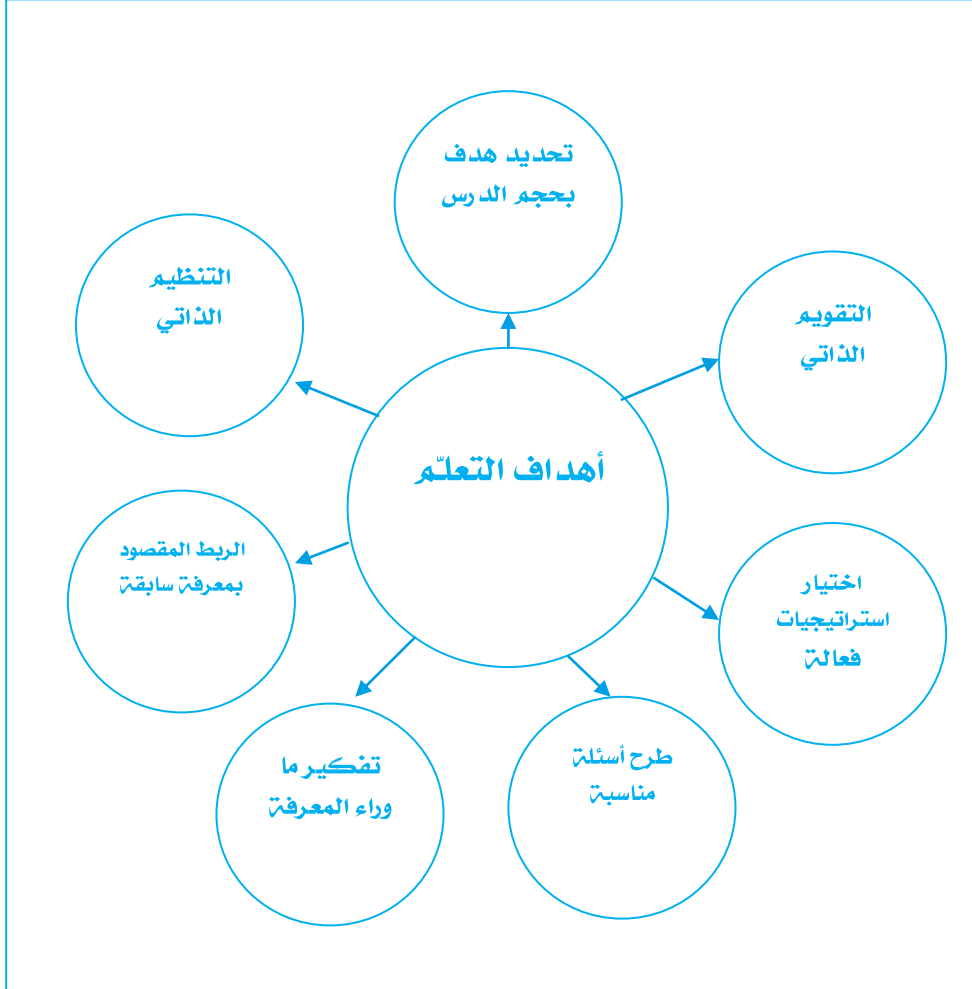 تحديد هدف
بحجم الدرس
التنظيم
الذاتي
التقويم
الذاتي
أهداف التعلّم
الربط المقصود
بمعرفة سابقة
اختيار
استراتيجيات
فعالة
تفكير ما
وراء المعرفة
طرح أسئلة
مناسبة